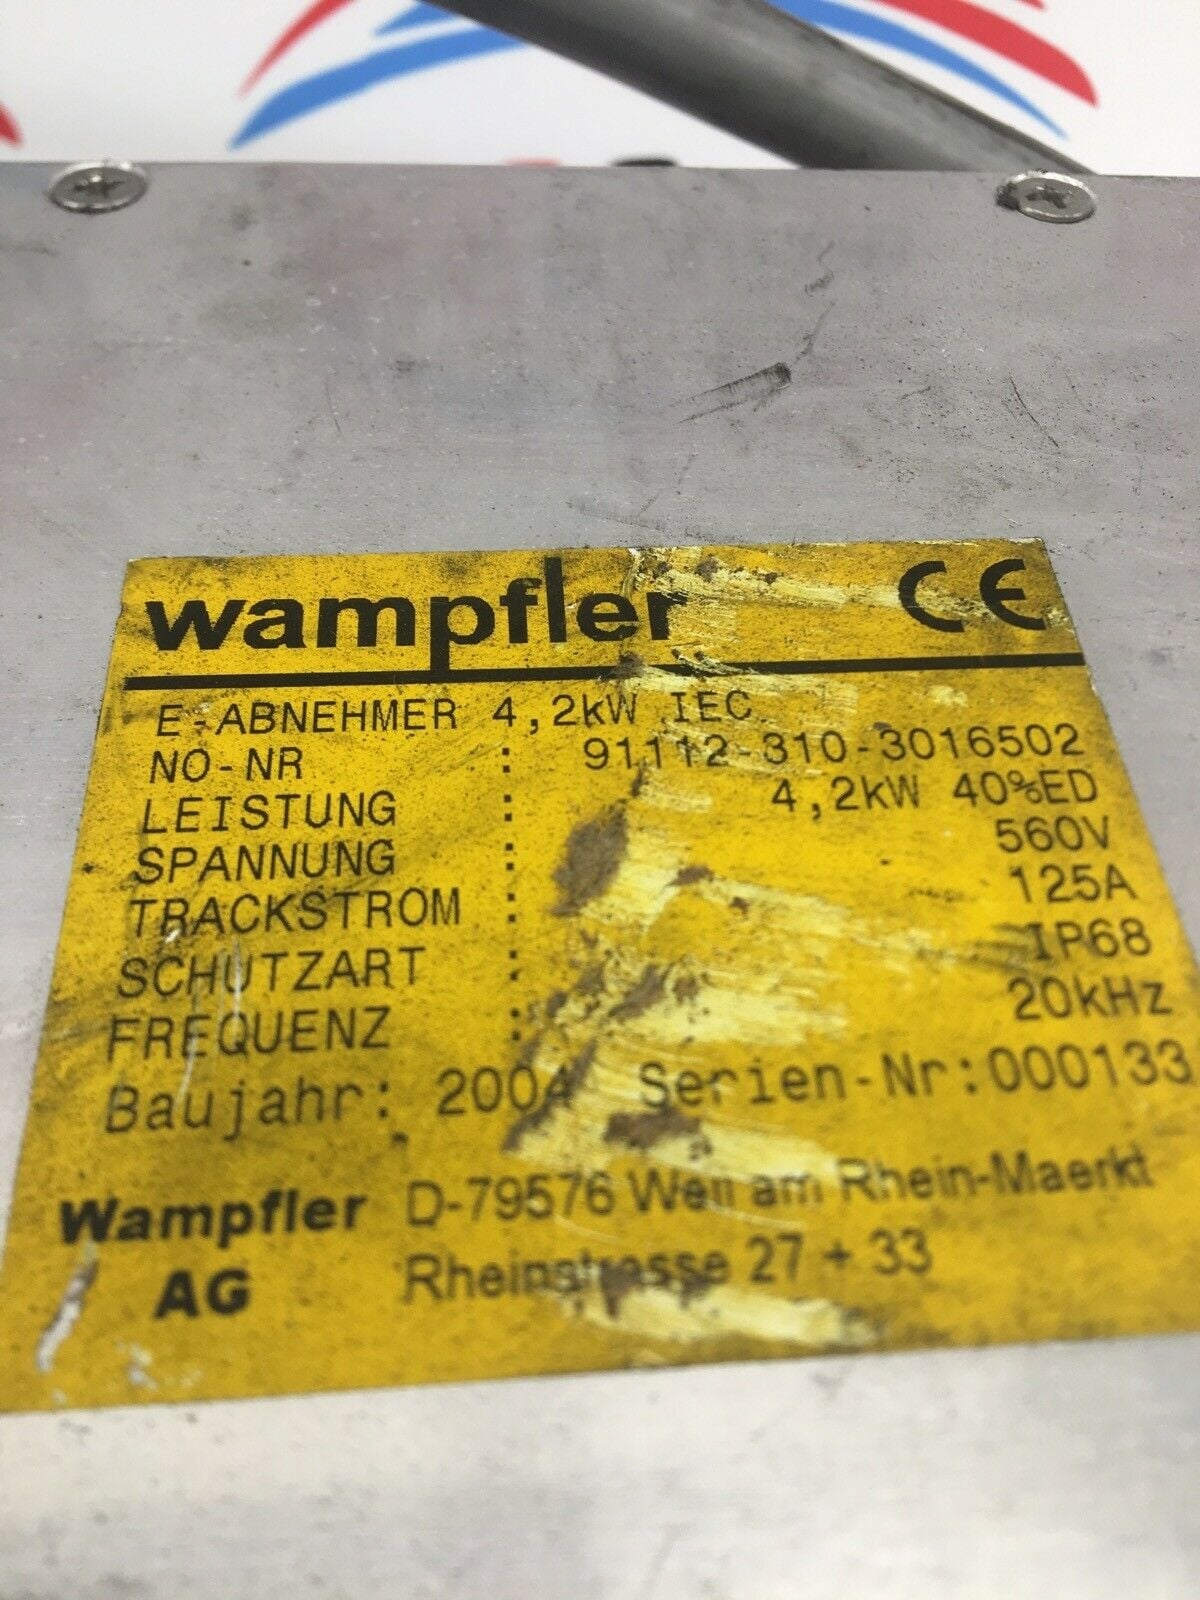 wampfler CE
E-ABNEHMER 4,2kW IEC
NO-NR : 91112-310-3016502
LEISTUNG : 4,2kW 40%ED
SPANNUNG : 560V
TRACKSTROM : 125A
SCHUTZART : IP68
FREQUENZ : 20kHz
Baujahr: 2004 Serien-Nr:000133
Wampfler D-79576 Weil am Rhein-Maerkt
AG Rheinstrasse 27 + 33